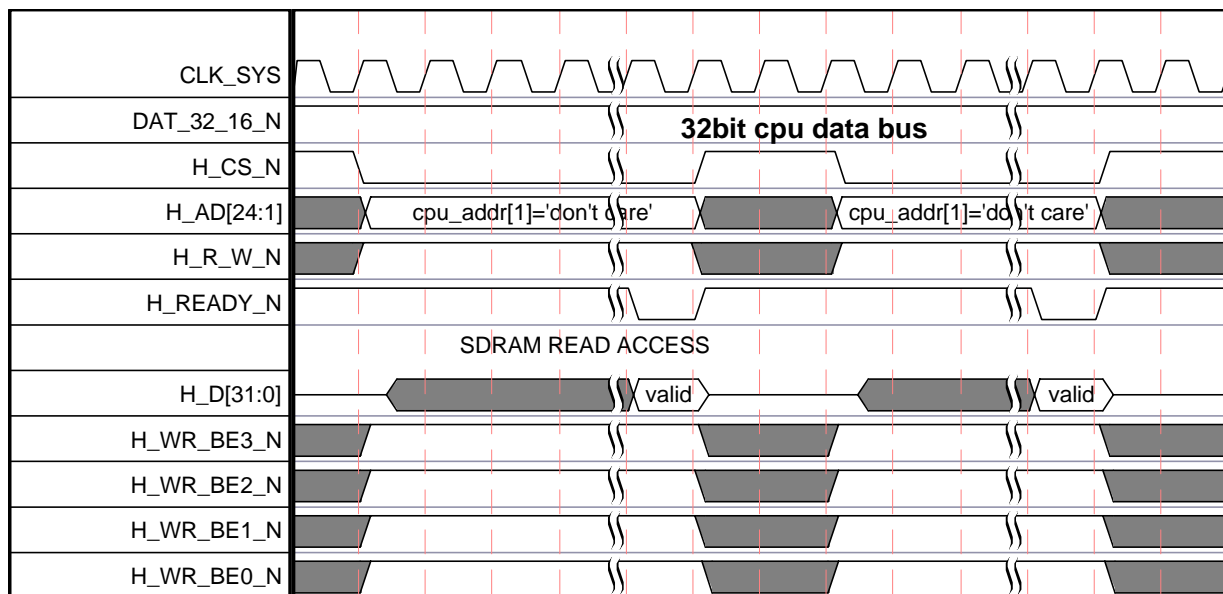 CLK_SYS
DAT_32_16_N
32bit cpu data bus
H_CS_N
H_AD[24:1]
cpu_addr[1]='don't care'
cpu_addr[1]='don't care'
H_R_W_N
H_READY_N
SDRAM READ ACCESS
H_D[31:0]
valid
valid
H_WR_BE3_N
H_WR_BE2_N
H_WR_BE1_N
H_WR_BE0_N